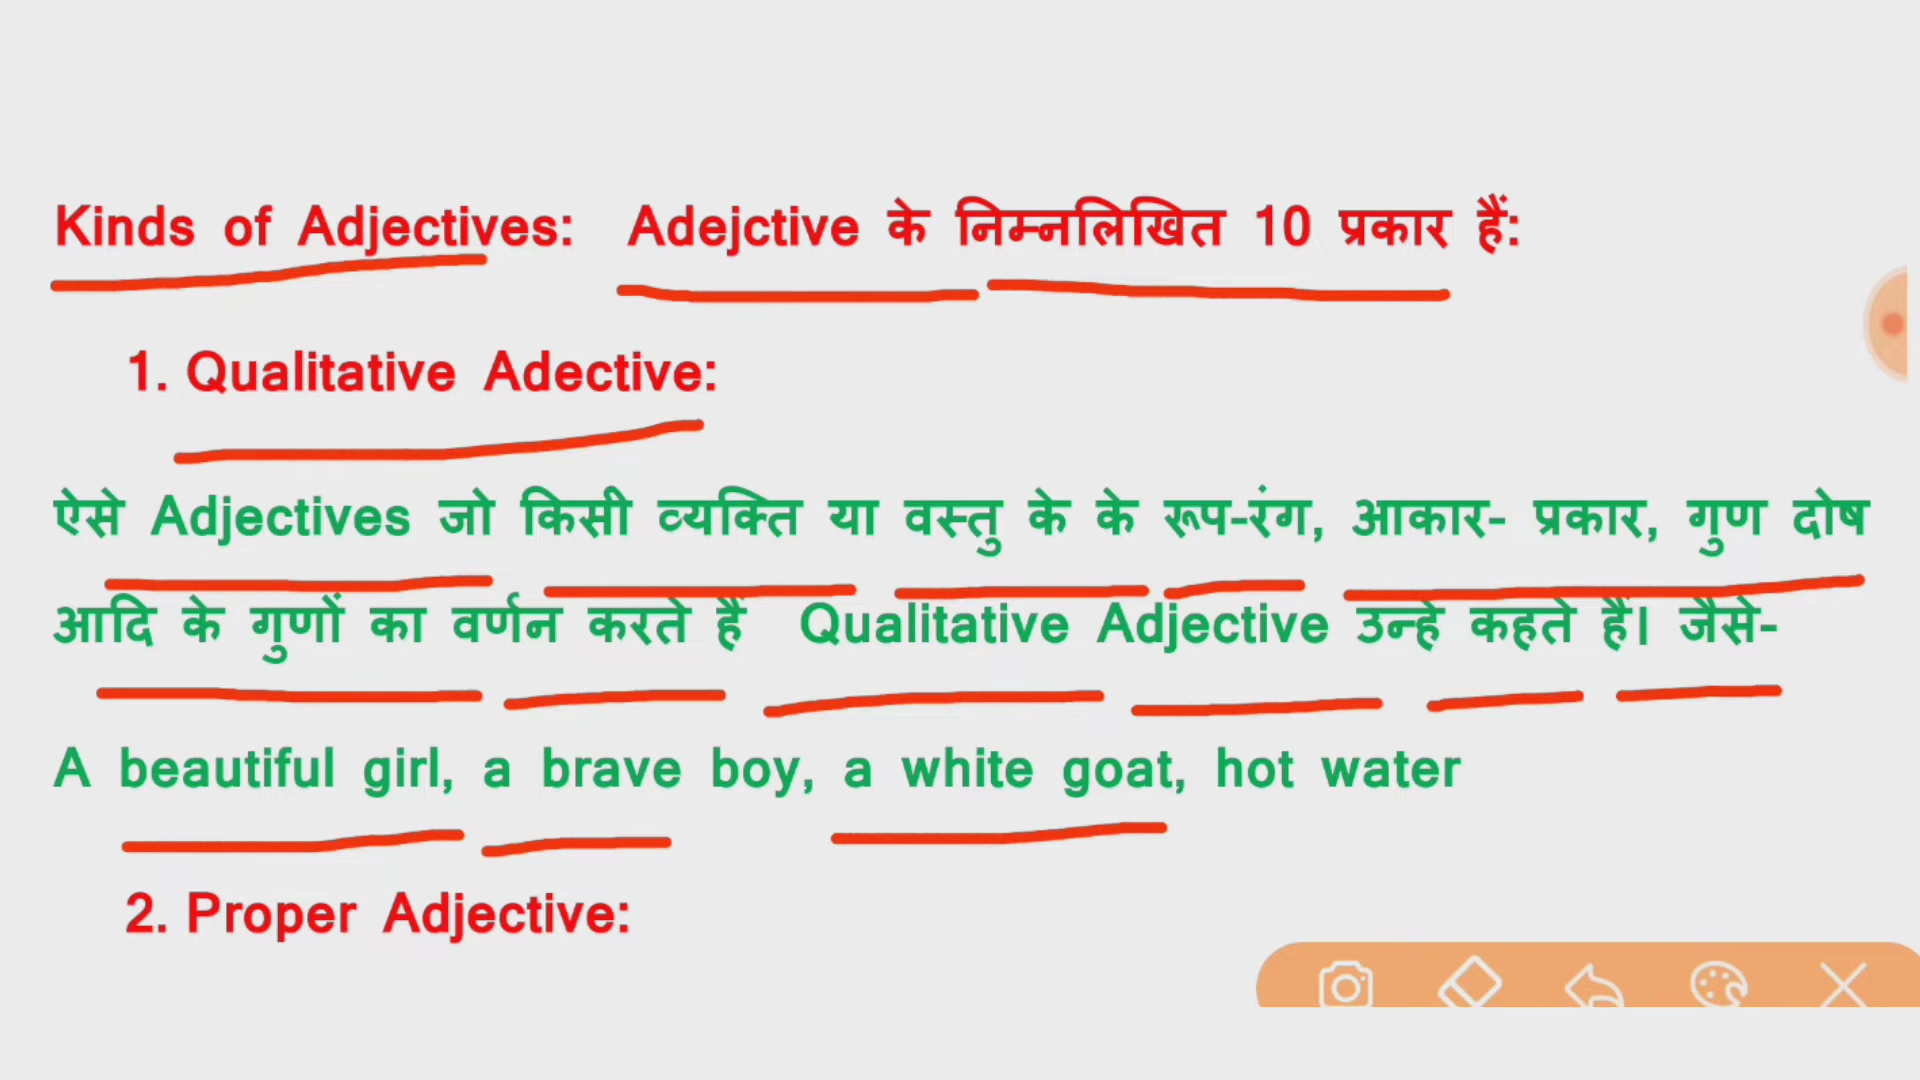 Kinds of Adjectives: Adejctive के निम्नलिखित 10 प्रकार हैं:
1. Qualitative Adective:
ऐसे Adjectives जो किसी व्यक्ति या वस्तु के के रूप-रंग, आकार- प्रकार, गुण दोष
आदि के गुणों का वर्णन करते हैं Qualitative Adjective उन्हे कहते हैं। जैसे-
A beautiful girl, a brave boy, a white goat, hot water
2. Proper Adjective: